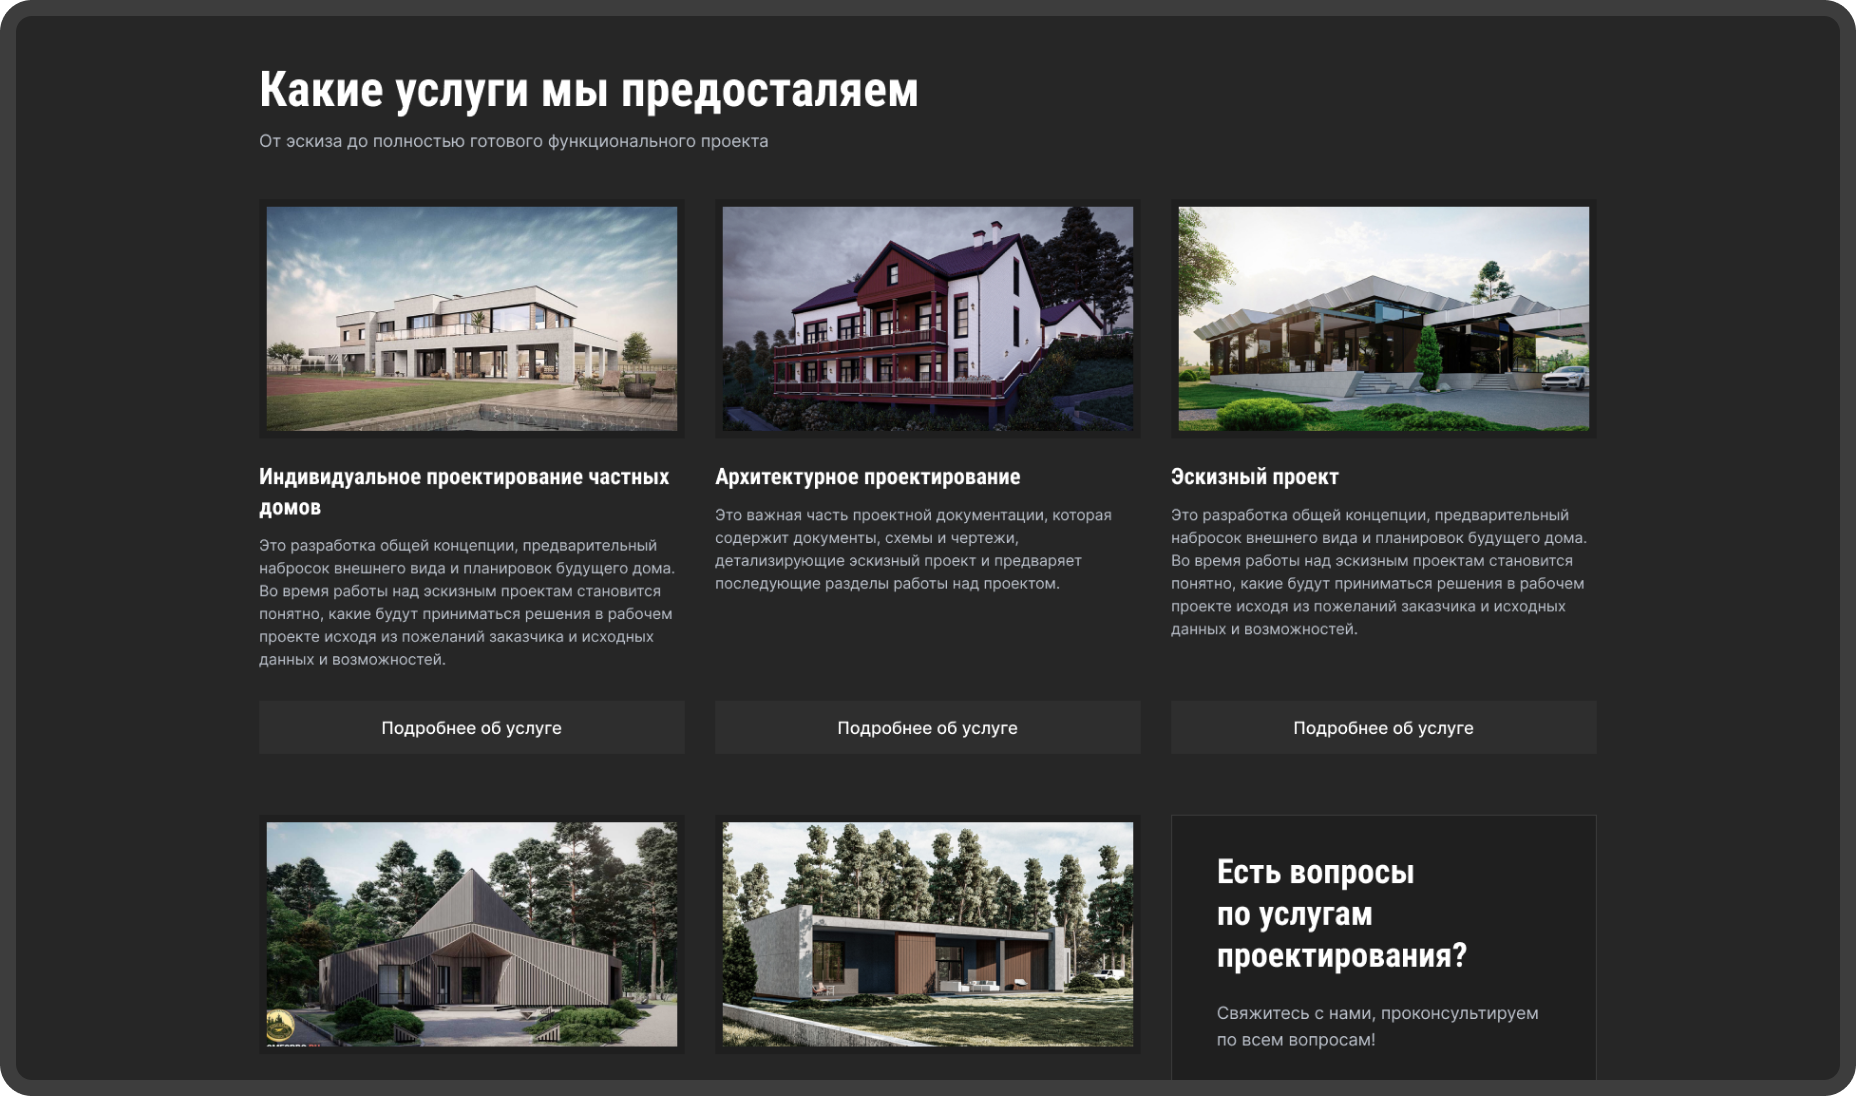 Какие услуги мы предосталяем
От эскиза до полностью готового функционального проекта
Индивидуальное проектирование частных
домов
Это разработка общей концепции, предварительный
набросок внешнего вида и планировок будущего дома.
Во время работы над эскизным проектам становится
понятно, какие будут приниматься решения в рабочем
проекте исходя из пожеланий заказчика и исходных
данных и возможностей.
Подробнее об услуге
Архитектурное проектирование
Это важная часть проектной документации, которая
содержит документы, схемы и чертежи,
детализирующие эскизный проект и предваряет
последующие разделы работы над проектом.
Подробнее об услуге
Эскизный проект
Это разработка общей концепции, предварительный
набросок внешнего вида и планировок будущего дома.
Во время работы над эскизным проектам становится
понятно, какие будут приниматься решения в рабочем
проекте исходя из пожеланий заказчика и исходных
данных и возможностей.
Подробнее об услуге
Есть вопросы
по услугам
проектирования?
Свяжитесь с нами, проконсультируем
по всем вопросам!